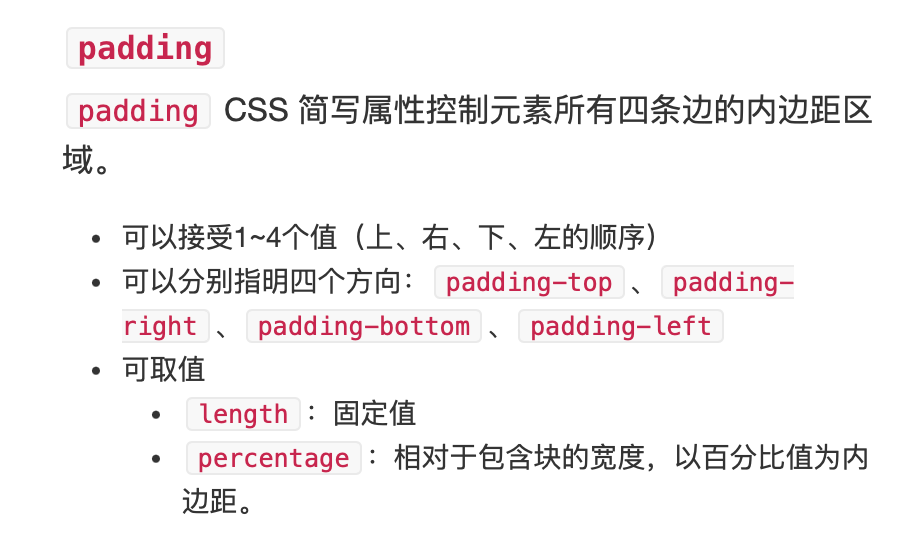 padding
padding CSS 简写属性控制元素所有四条边的内边距区
域。
可以接受1~4个值（上、右、下、左的顺序）
可以分别指明四个方向： padding-top 、 padding-
right 、 padding-bottom 、 padding-left
可取值
length ： 固定值
percentage ：相对于包含块的宽度，以百分比值为内
边距。